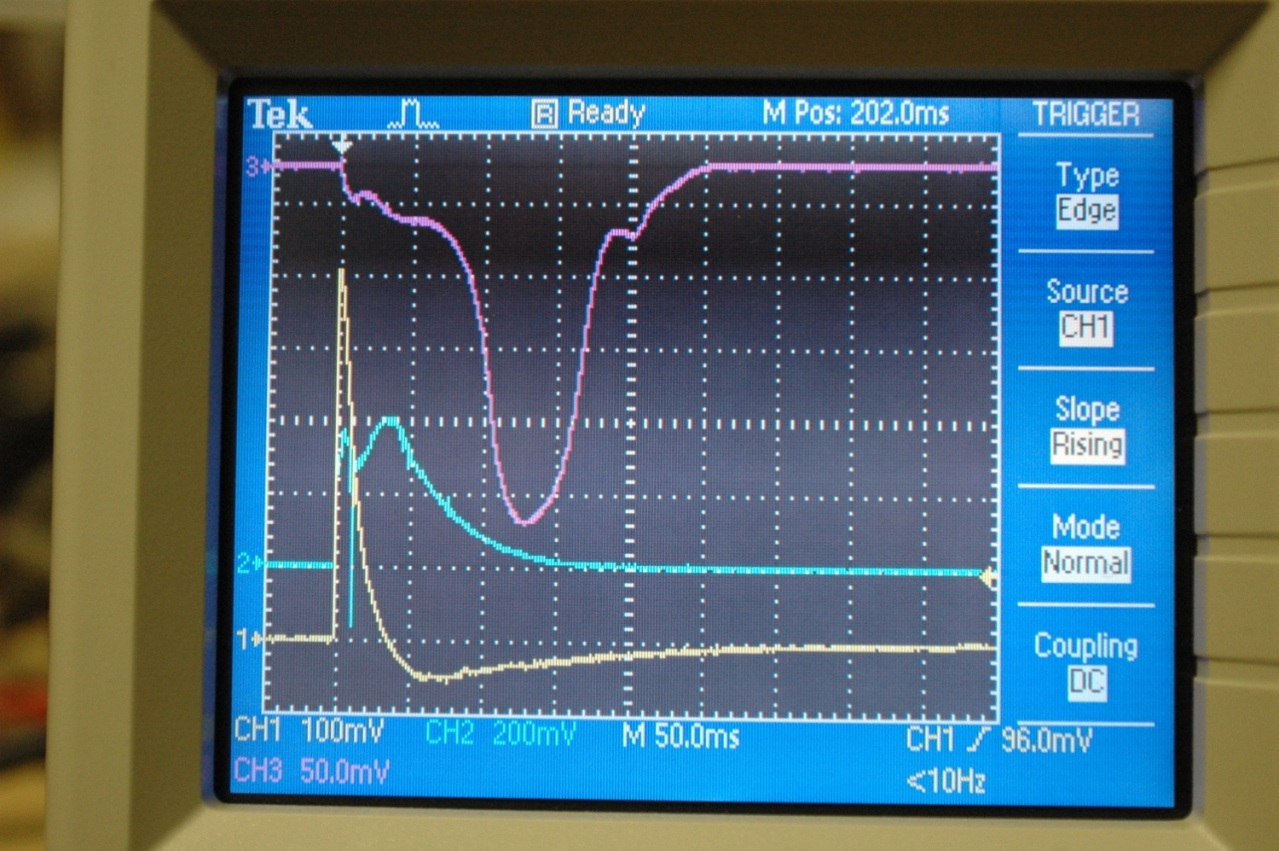 Tek R Ready M Pos: 202.0ms TRIGGER
3
Type
Edge
Source
CH1
Slope
Rising
2
Mode
Normal
1
Coupling
DC
CH1 100mV CH2 200mV M 50.0ms CH1 96.0mV
CH3 50.0mV <10Hz